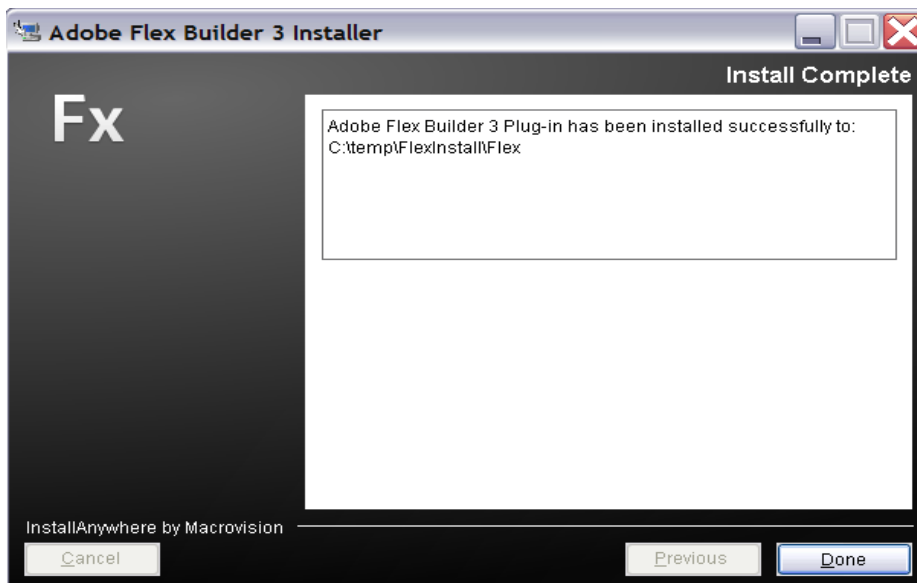 Adobe Flex Builder 3 Installer
Install Complete
Fx
Adobe Flex Builder 3 Plug-in has been installed successfully to:
C:\temp\FlexInstall\Flex
InstallAnywhere by Macrovision
Cancel
Previous
Done